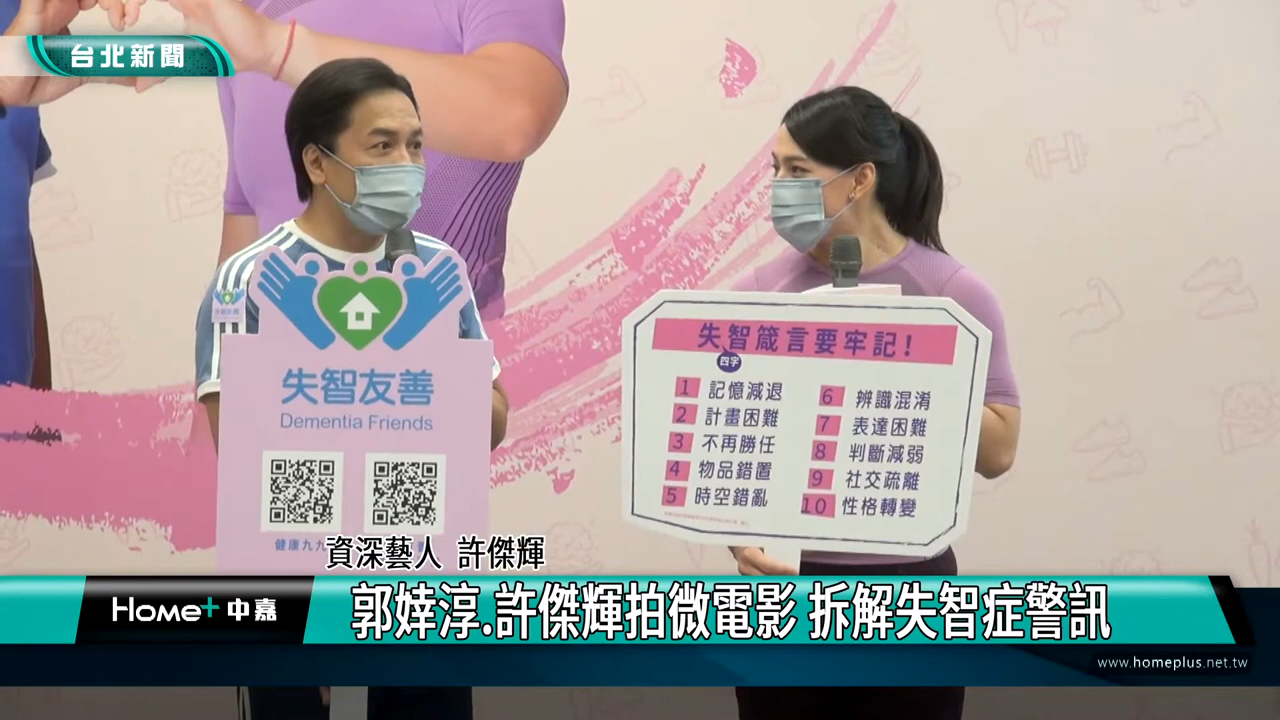 台北新聞
失智友善
Dementia Friends
健康九九
失智箴言要牢記!
四字
1 記憶減退
2 計畫困難
3 不再勝任
4 物品錯置
5 時空錯亂
6 辨識混淆
7 表達困難
8 判斷減弱
9 社交疏離
10 性格轉變
資深藝人 許傑輝
Home+中嘉
郭婞淳.許傑輝拍微電影 拆解失智症警訊
www.homeplus.net.tw